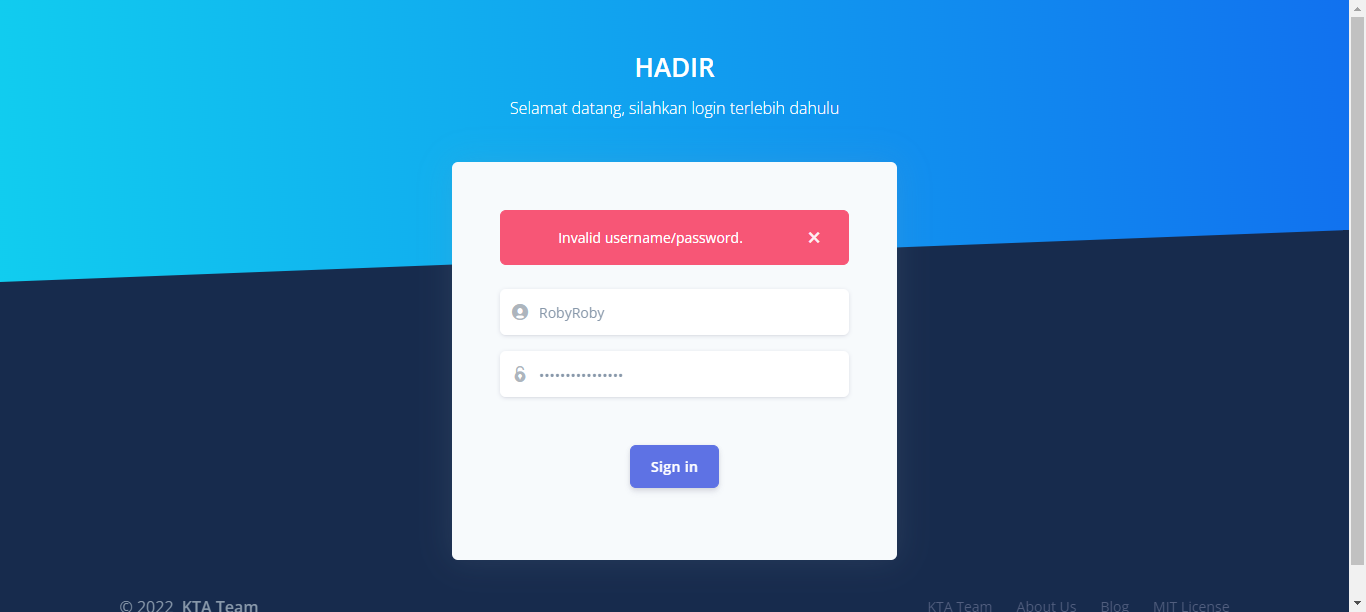 HADIR
Selamat datang, silahkan login terlebih dahulu
Invalid username/password. ×
RobyRoby
••••••••••••••••
Sign in
© 2022 KTA Team
KTA Team About Us Blog MIT License